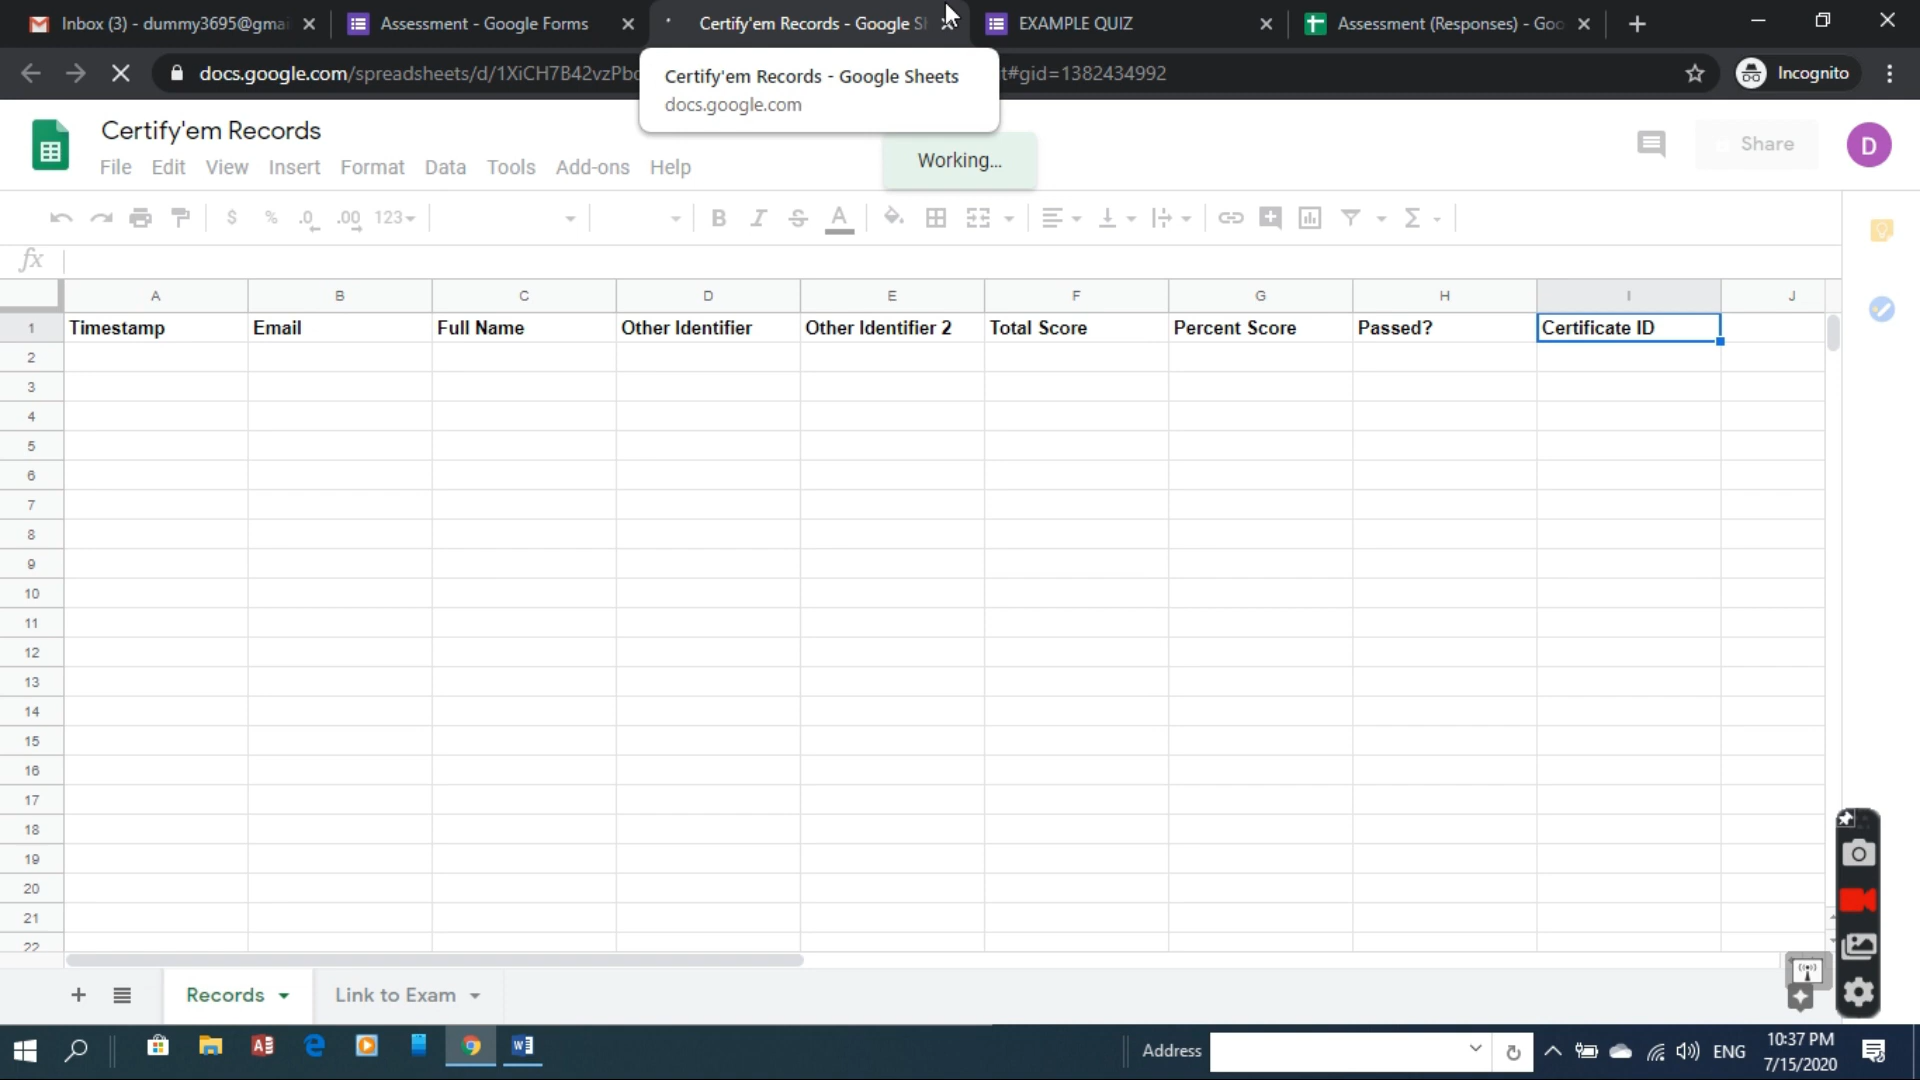 Inbox (3) - dummy3695@gmai
Assessment - Google Forms
Certify'em Records - Google Sh
EXAMPLE QUIZ
Assessment (Responses) - Goo
docs.google.com/spreadsheets/d/1XiCH7B42vzPb t#gid=1382434992
Incognito
Certify'em Records - Google Sheets
docs.google.com
Certify'em Records
Working...
Share
D
File Edit View Insert Format Data Tools Add-ons Help
$ % .0 .00 123
B I S A
fx
A B C D E F G H I J
1 Timestamp Email Full Name Other Identifier Other Identifier 2 Total Score Percent Score Passed? Certificate ID
2
3
4
5
6
7
8
9
10
11
12
13
14
15
16
17
18
19
20
21
22
Records Link to Exam
Address
ENG
10:37 PM
7/15/2020